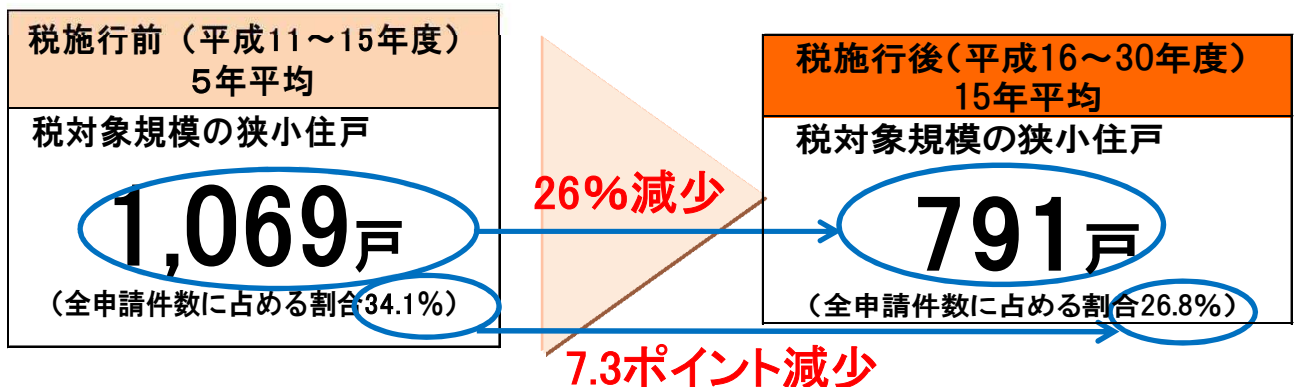 税施行前（平成11～15年度）
5年平均
税対象規模の狭小住戸
1,069戸
（全申請件数に占める割合34.1％）
26％減少
7.3ポイント減少
税施行後（平成16～30年度）
15年平均
税対象規模の狭小住戸
791戸
（全申請件数に占める割合26.8％）